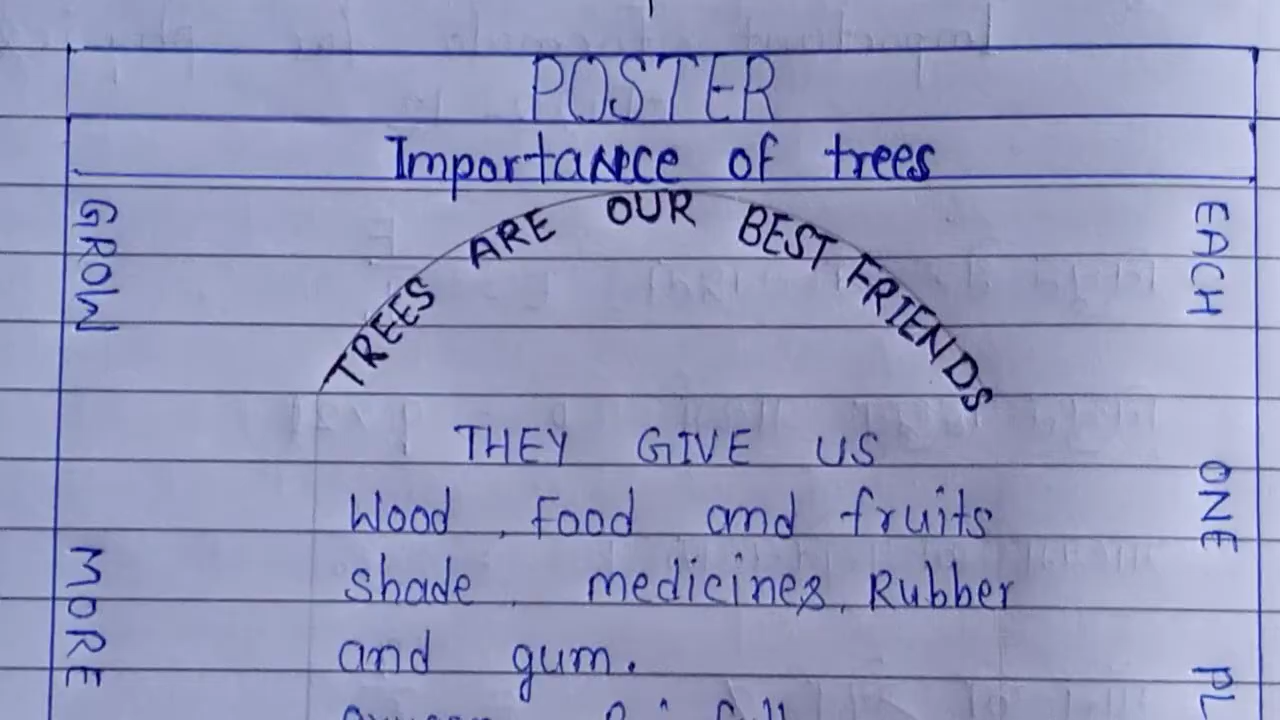 POSTER
Importance of trees
TREES ARE OUR BEST FRIENDS
THEY GIVE US
Wood, Food and fruits
shade, medicines, Rubber
and gum.
GROW
MORE
EACH
ONE
PL